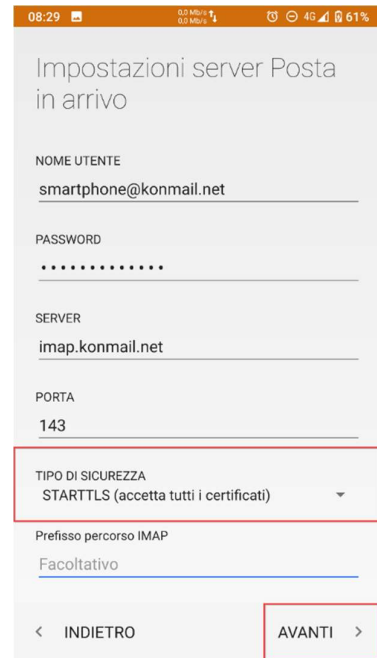 08:29 0,0 Mb/s 0,0 Mb/s 4G 61%
Impostazioni server Posta
in arrivo
NOME UTENTE
smartphone@konmail.net
PASSWORD
•••••••••••••
SERVER
imap.konmail.net
PORTA
143
TIPO DI SICUREZZA
STARTTLS (accetta tutti i certificati)
Prefisso percorso IMAP
Facoltativo
< INDIETRO AVANTI >